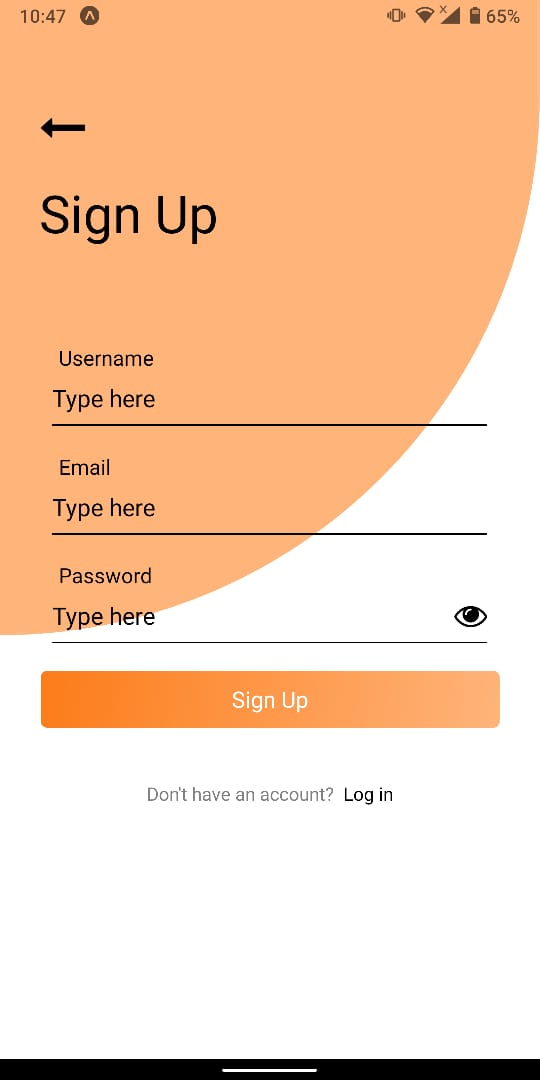 10:47 65%
Sign Up
Username
Type here
Email
Type here
Password
Type here
Sign Up
Don't have an account? Log in